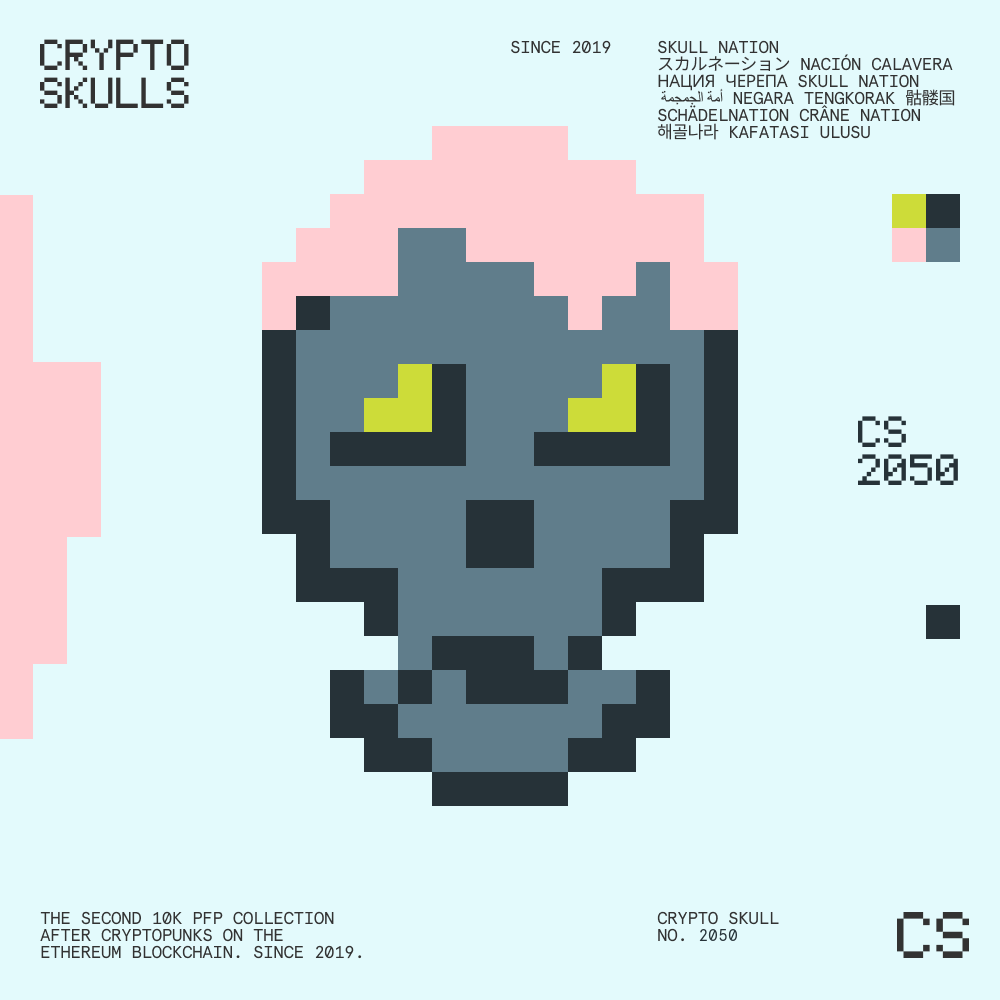 CRYPTO
SKULLS
SINCE 2019
SKULL NATION
スカルネーション NACIÓN CALAVERA
НАЦИЯ ЧЕРЕПА SKULL NATION
أمة الجمجمة NEGARA TENGKORAK 骷髅国
SCHÄDELNATION CRÂNE NATION
해골나라 KAFATASI ULUSU
CS
2050
THE SECOND 10K PFP COLLECTION
AFTER CRYPTOPUNKS ON THE
ETHEREUM BLOCKCHAIN. SINCE 2019.
CRYPTO SKULL
NO. 2050
CS